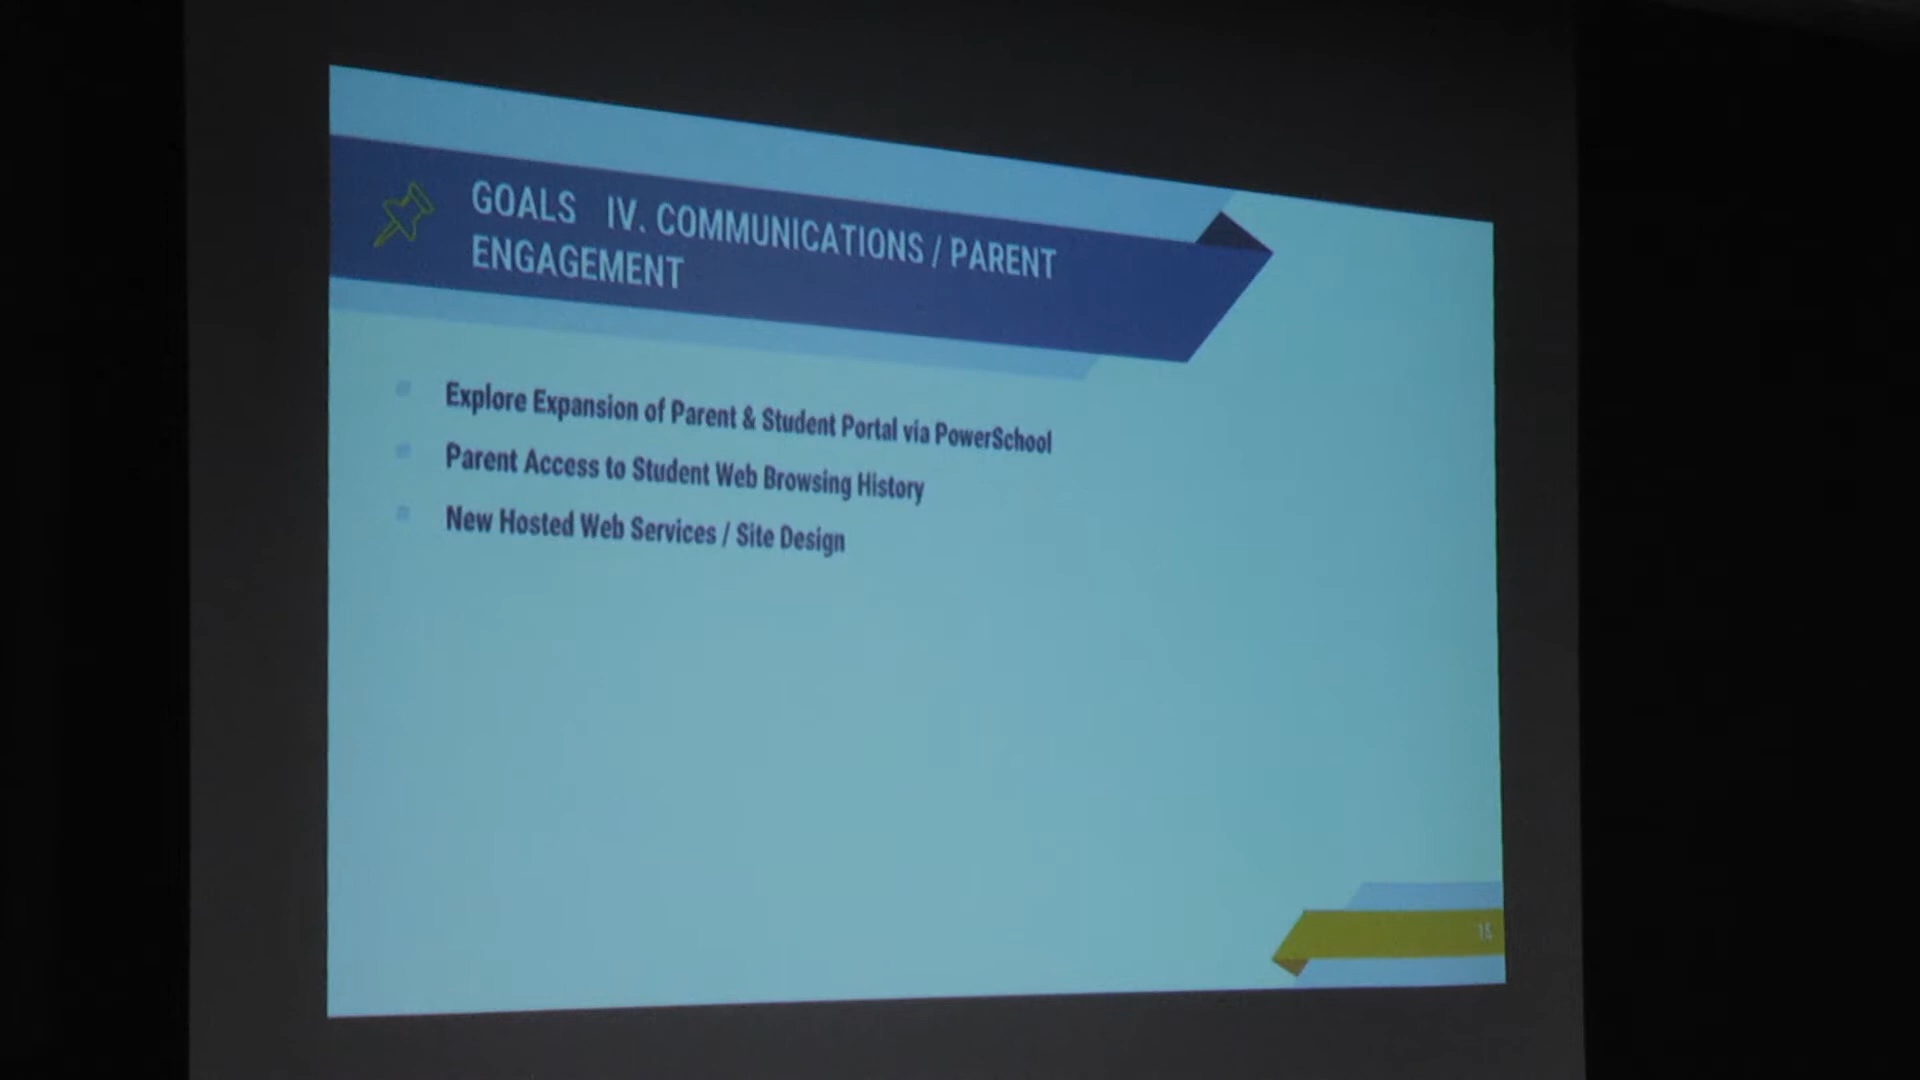 GOALS IV. COMMUNICATIONS / PARENT
ENGAGEMENT
Explore Expansion of Parent & Student Portal via PowerSchool
Parent Access to Student Web Browsing History
New Hosted Web Services / Site Design